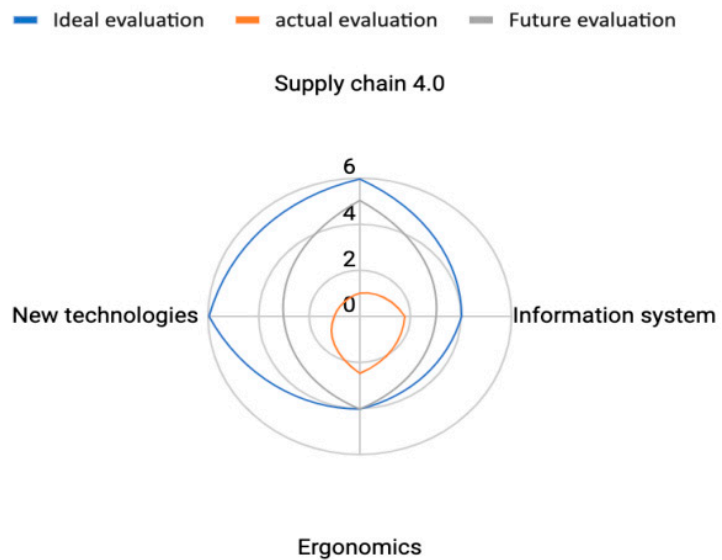 Ideal evaluation actual evaluation Future evaluation
Supply chain 4.0
6
4
2
0
New technologies Information system
Ergonomics